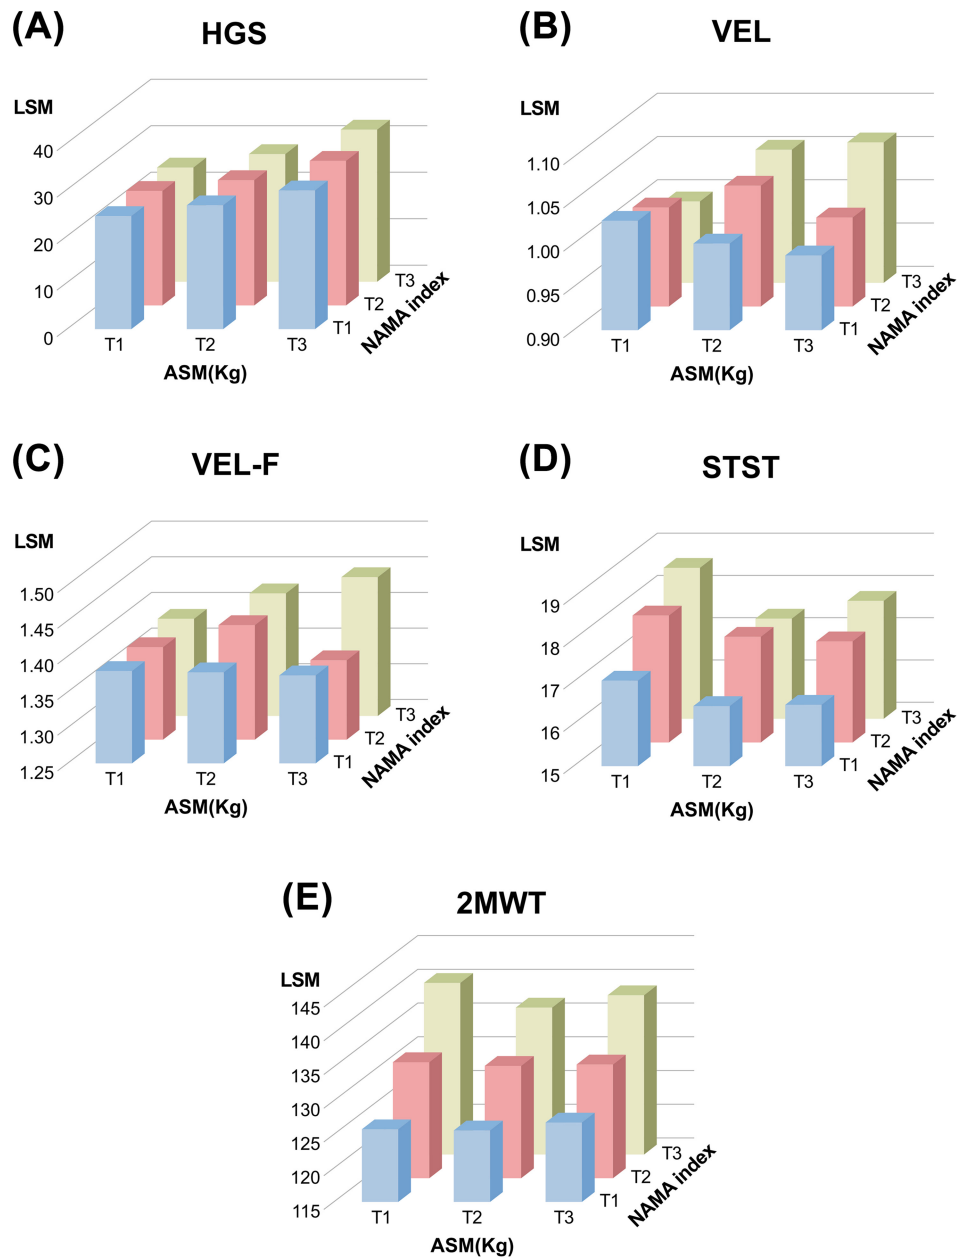 (A)
HGS
LSM
40
30
20
10
0
T1
T2
T3
ASM(Kg)
T1
T2
T3
NAMA index
(B)
VEL
LSM
1.10
1.05
1.00
0.95
0.90
T1
T2
T3
ASM(Kg)
T1
T2
T3
NAMA index
(C)
VEL-F
LSM
1.50
1.45
1.40
1.35
1.30
1.25
T1
T2
T3
ASM(Kg)
T1
T2
T3
NAMA index
(D)
STST
LSM
19
18
17
16
15
T1
T2
T3
ASM(Kg)
T1
T2
T3
NAMA index
(E)
2MWT
LSM
145
140
135
130
125
120
115
T1
T2
T3
ASM(Kg)
T1
T2
T3
NAMA index